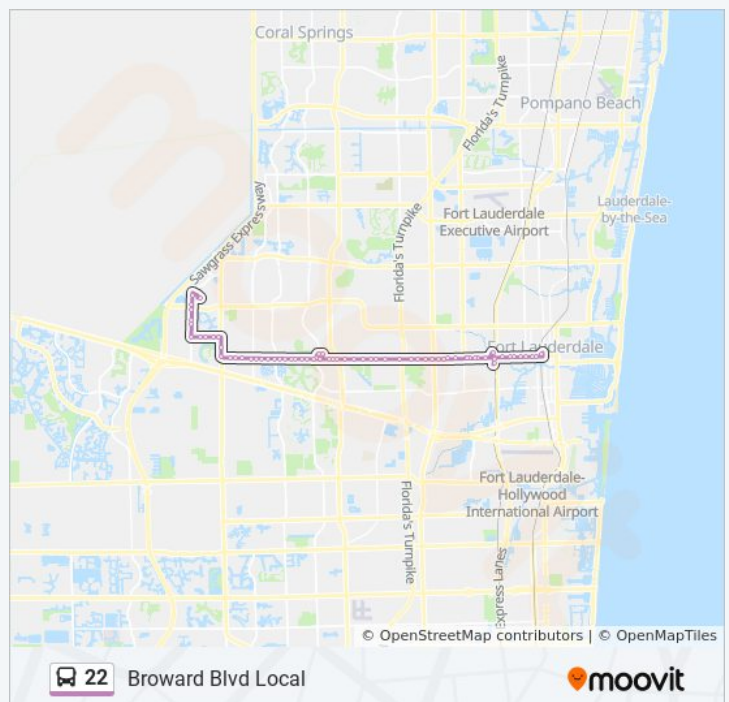 Coral Springs
Florida's Turnpike
Pompano Beach
Sawgrass Expressway
Lauderdale-
by-the-Sea
Fort Lauderdale
Executive Airport
Florida's Turnpike
Fort Lauderdale
Fort Lauderdale-
Hollywood
International Airport
Florida's Turnpike
Express Lanes
© OpenStreetMap contributors | © OpenMapTiles
22 Broward Blvd Local
moovit